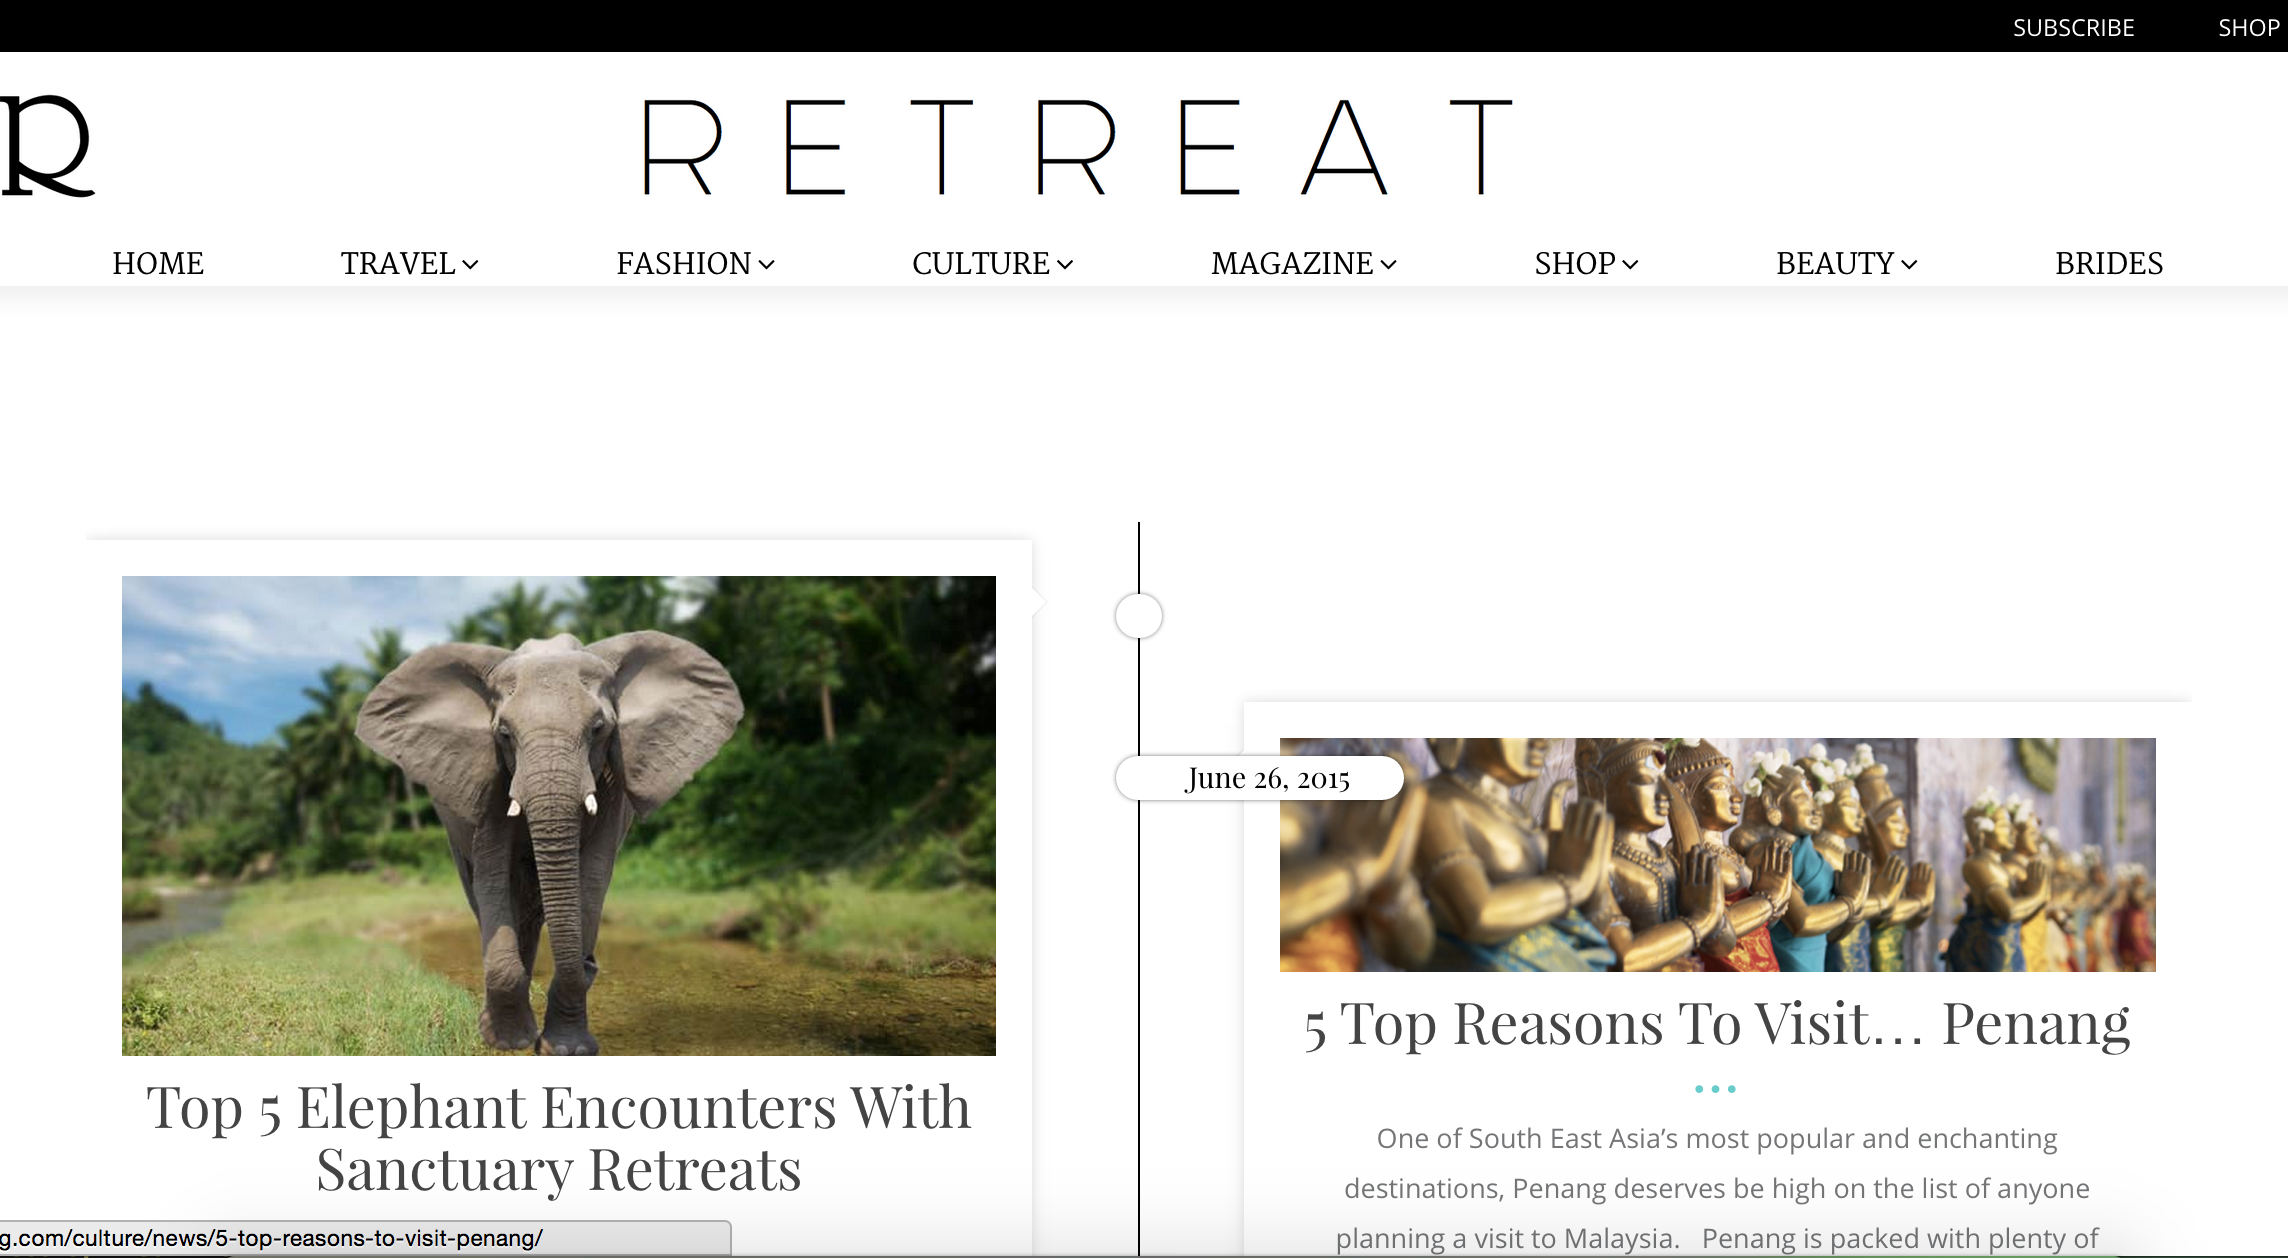 SUBSCRIBE SHOP
R RETREAT
HOME TRAVEL FASHION CULTURE MAGAZINE SHOP BEAUTY BRIDES
June 26, 2015
Top 5 Elephant Encounters With
Sanctuary Retreats
5 Top Reasons To Visit… Penang
One of South East Asia’s most popular and enchanting
destinations, Penang deserves be high on the list of anyone
planning a visit to Malaysia. Penang is packed with plenty of
g.com/culture/news/5-top-reasons-to-visit-penang/